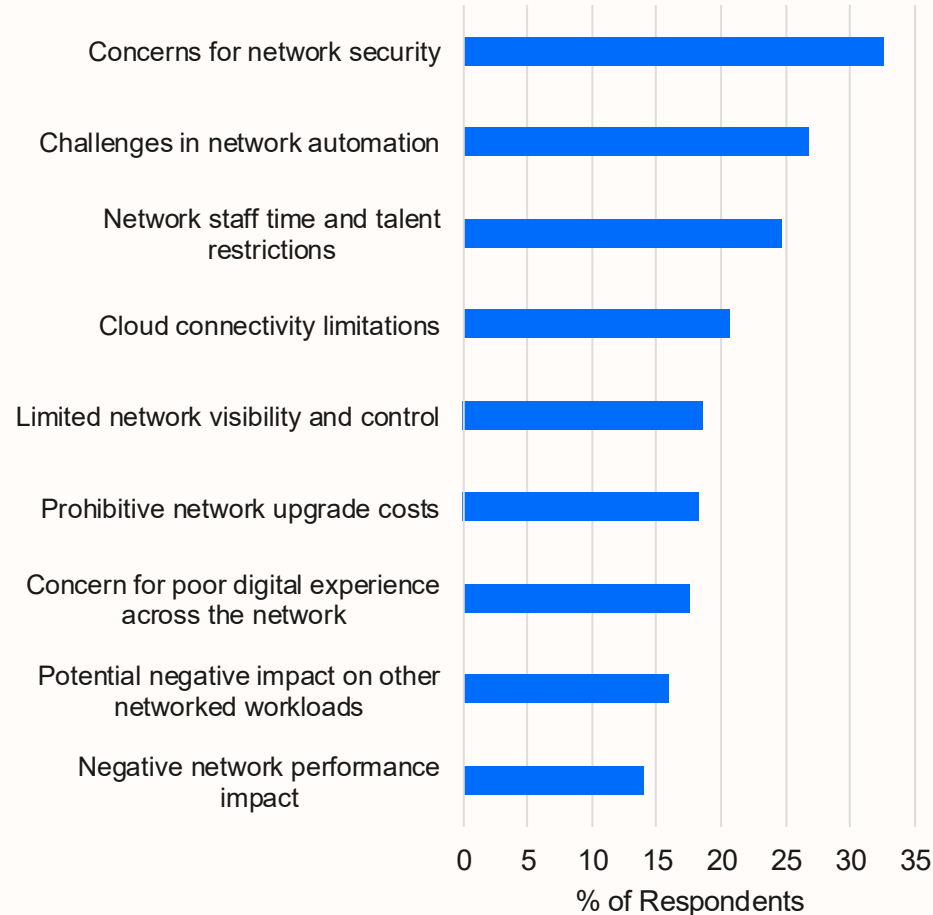 Concerns for network security
Challenges in network automation
Network staff time and talent
restrictions
Cloud connectivity limitations
Limited network visibility and control
Prohibitive network upgrade costs
Concern for poor digital experience
across the network
Potential negative impact on other
networked workloads
Negative network performance
impact
0 5 10 15 20 25 30 35
% of Respondents